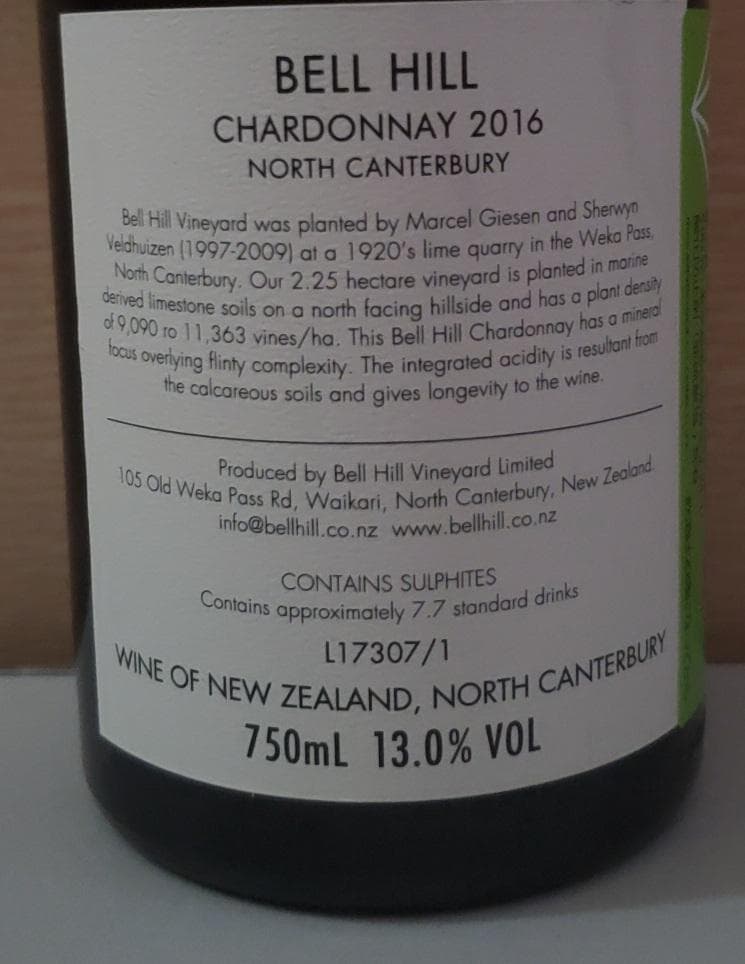 BELL HILL
CHARDONNAY 2016
NORTH CANTERBURY
Bell Hill Vineyard was planted by Marcel Giesen and Sherwyn
Veldhuizen (1997-2009) at a 1920's lime quarry in the Weka Pass,
North Canterbury. Our 2.25 hectare vineyard is planted in marine
derived limestone soils on a north facing hillside and has a plant density
of 9,090 ro 11,363 vines/ha. This Bell Hill Chardonnay has a mineral
focus overlying flinty complexity. The integrated acidity is resultant from
the calcareous soils and gives longevity to the wine.
Produced by Bell Hill Vineyard Limited
105 Old Weka Pass Rd, Waikari, North Canterbury, New Zealand.
info@bellhill.co.nz www.bellhill.co.nz
CONTAINS SULPHITES
Contains approximately 7.7 standard drinks
L17307/1
WINE OF NEW ZEALAND, NORTH CANTERBURY
750mL 13.0% VOL